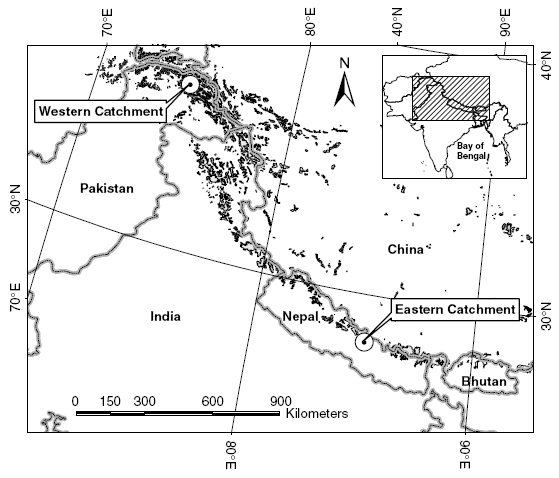 70°E
80°E
40°N
90°E
40°N
N
Western Catchment
Bay of
Bengal
Pakistan
30°N
China
70°E
India
Nepal
Eastern Catchment
30°N
Bhutan
0 150 300 600 900
Kilometers
80°E
90°E